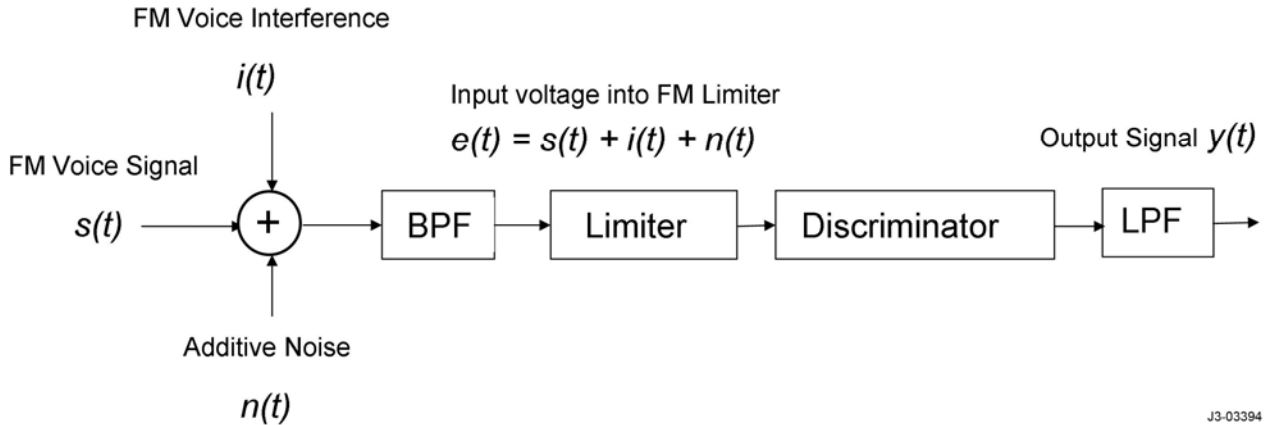 FM Voice Interference
i(t)
Input voltage into FM Limiter
e(t) = s(t) + i(t) + n(t)
Output Signal y(t)
FM Voice Signal
s(t)
+
BPF
Limiter
Discriminator
LPF
Additive Noise
n(t)
J3-03394